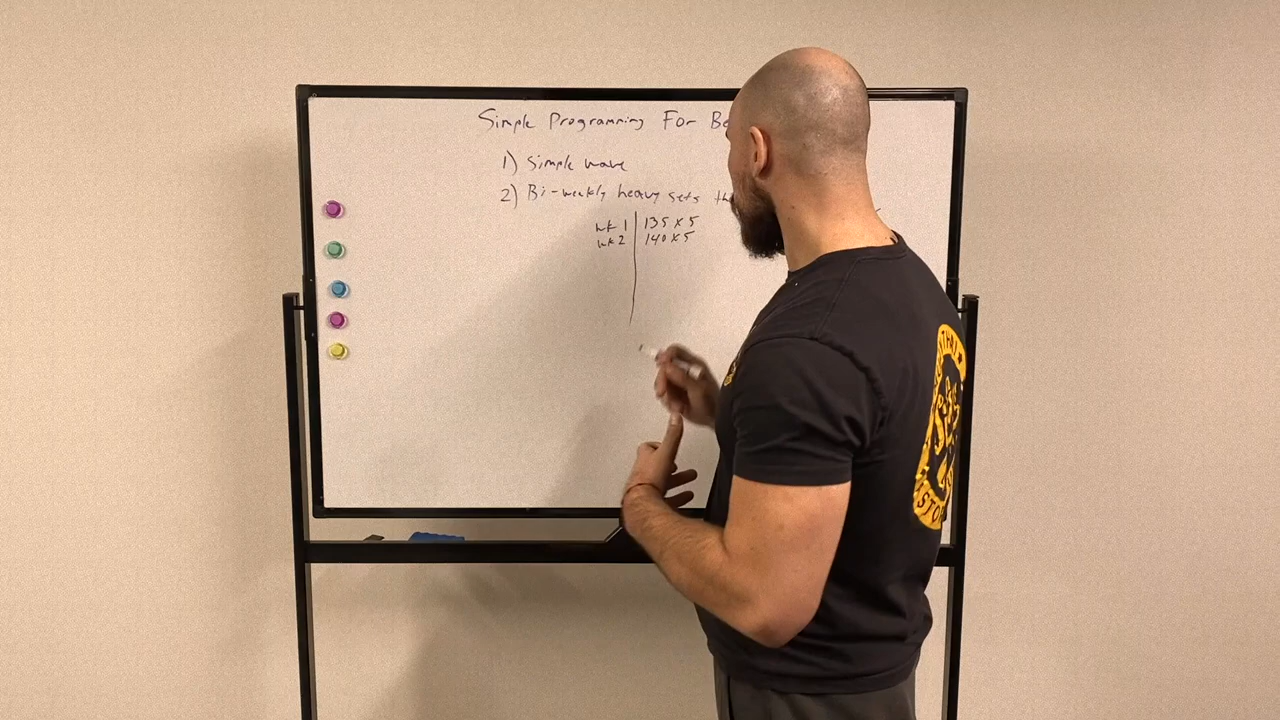 Simple Programming For Be
1) Simple wave
2) Bi-weekly heavy sets th
wk 1 | 135 x 5
wk 2 | 140 x 5